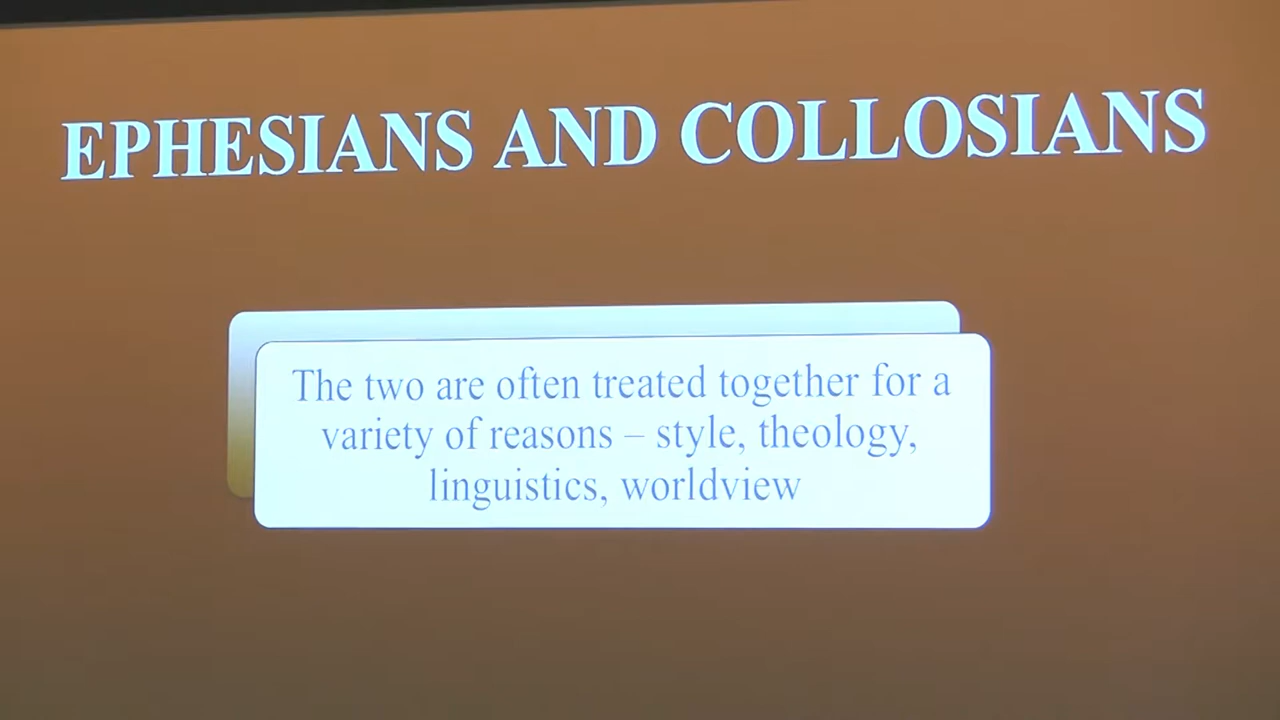 EPHESIANS AND COLLOSIANS
The two are often treated together for a
variety of reasons – style, theology,
linguistics, worldview